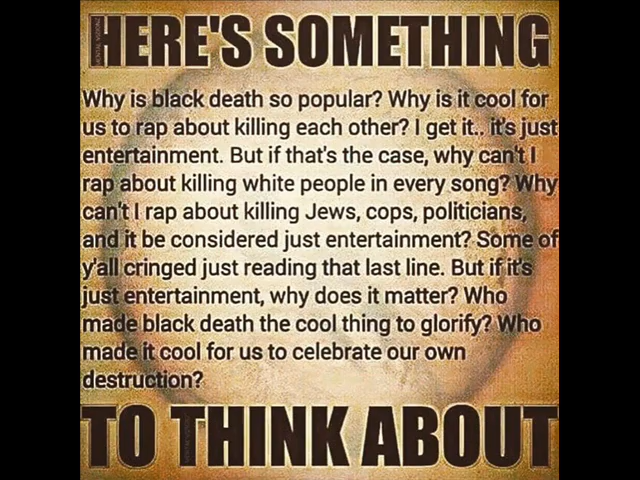 HERE'S SOMETHING
Why is black death so popular? Why is it cool for
us to rap about killing each other? I get it.. it's just
entertainment. But if that's the case, why can't I
rap about killing white people in every song? Why
can't I rap about killing Jews, cops, politicians,
and it be considered just entertainment? Some of
y'all cringed just reading that last line. But if it's
just entertainment, why does it matter? Who
made black death the cool thing to glorify? Who
made it cool for us to celebrate our own
destruction?
TO THINK ABOUT